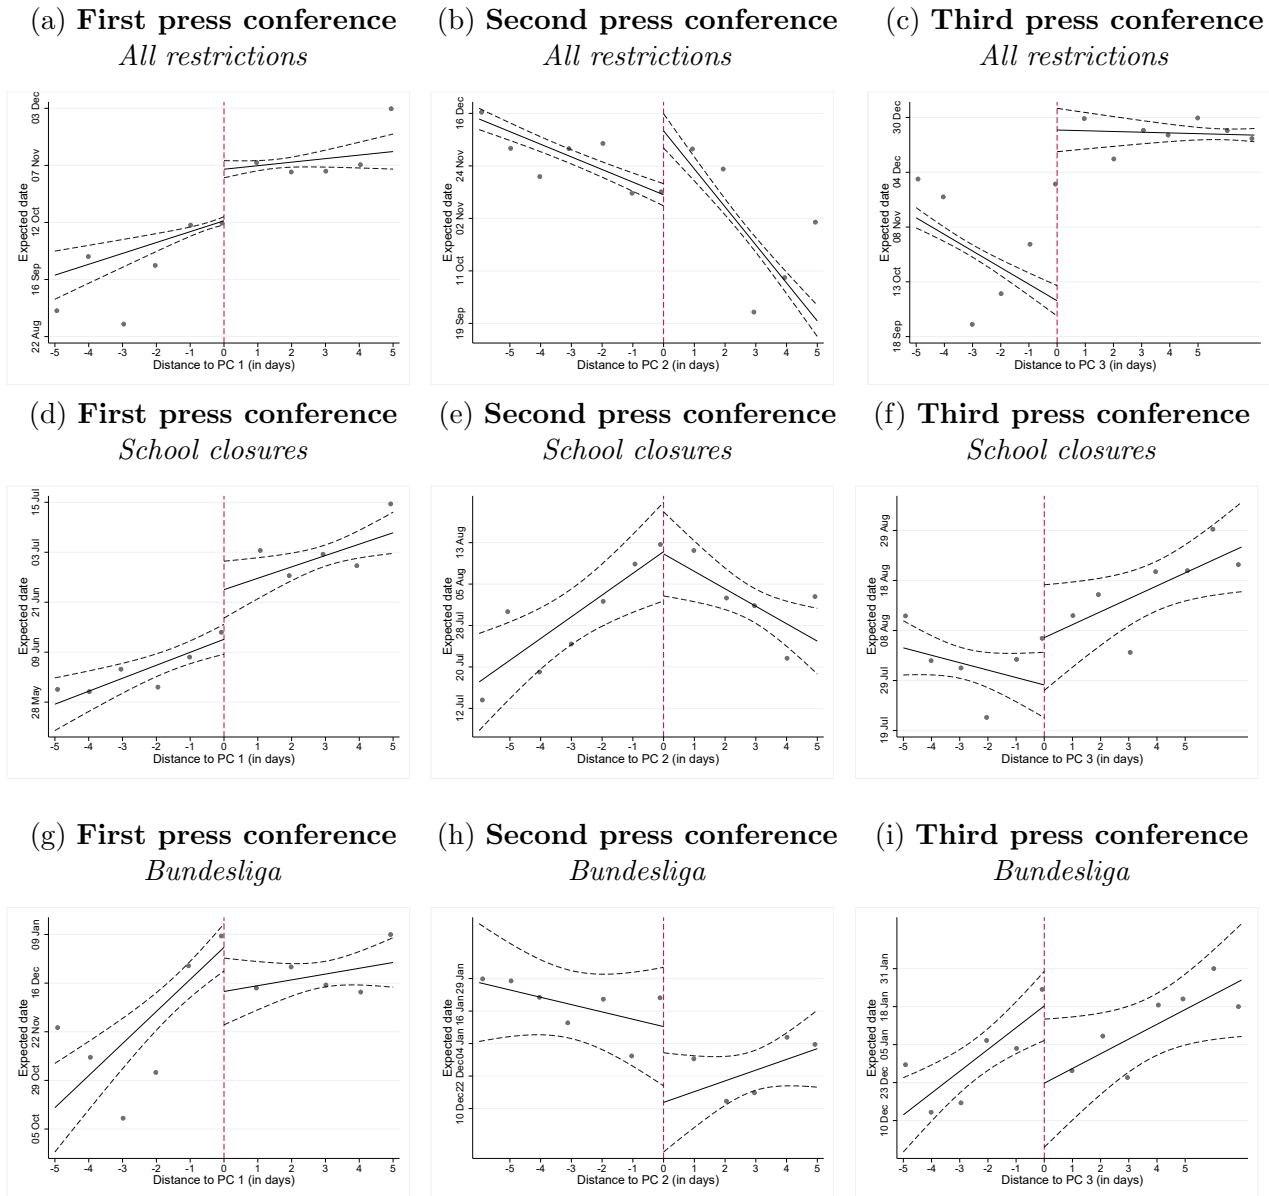 (a) First press conference
All restrictions
Expected date
03 Dec
07 Nov
12 Oct
16 Sep
22 Aug
-5 -4 -3 -2 -1 0 1 2 3 4 5
Distance to PC 1 (in days)
(b) Second press conference
All restrictions
Expected date
16 Dec
24 Nov
02 Nov
11 Oct
19 Sep
-5 -4 -3 -2 -1 0 1 2 3 4 5
Distance to PC 2 (in days)
(c) Third press conference
All restrictions
Expected date
30 Dec
04 Dec
08 Nov
13 Oct
18 Sep
-5 -4 -3 -2 -1 0 1 2 3 4 5
Distance to PC 3 (in days)
(d) First press conference
School closures
Expected date
15 Jul
03 Jul
21 Jun
09 Jun
28 May
-5 -4 -3 -2 -1 0 1 2 3 4 5
Distance to PC 1 (in days)
(e) Second press conference
School closures
Expected date
13 Aug
05 Aug
28 Jul
20 Jul
12 Jul
-5 -4 -3 -2 -1 0 1 2 3 4 5
Distance to PC 2 (in days)
(f) Third press conference
School closures
Expected date
29 Aug
18 Aug
08 Aug
29 Jul
19 Jul
-5 -4 -3 -2 -1 0 1 2 3 4 5
Distance to PC 3 (in days)
(g) First press conference
Bundesliga
Expected date
09 Jan
16 Dec
22 Nov
29 Oct
05 Oct
-5 -4 -3 -2 -1 0 1 2 3 4 5
Distance to PC 1 (in days)
(h) Second press conference
Bundesliga
Expected date
29 Jan
16 Jan
04 Jan
22 Dec
10 Dec
-5 -4 -3 -2 -1 0 1 2 3 4 5
Distance to PC 2 (in days)
(i) Third press conference
Bundesliga
Expected date
31 Jan
18 Jan
05 Jan
23 Dec
10 Dec
-5 -4 -3 -2 -1 0 1 2 3 4 5
Distance to PC 3 (in days)